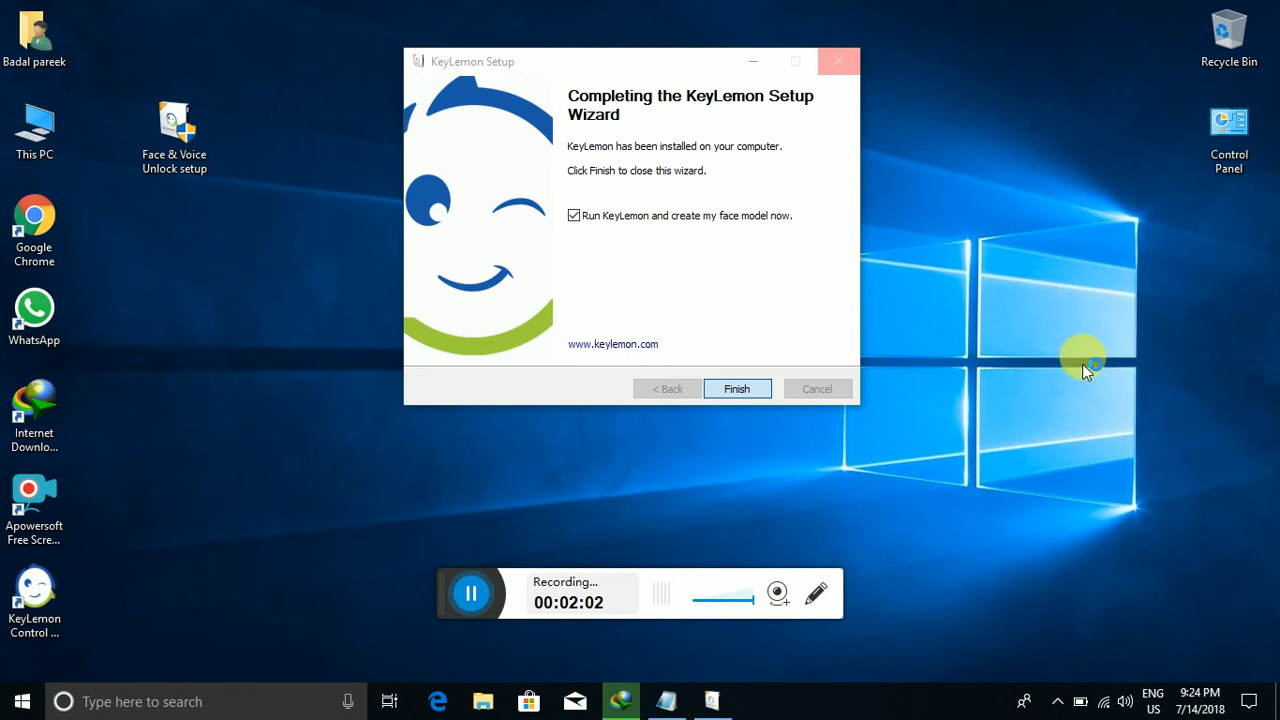 Badal pareek
This PC
Google
Chrome
WhatsApp
Internet
Downlo...
Apowersoft
Free Scre...
KeyLemon
Control ...
Face & Voice
Unlock setup
KeyLemon Setup
Completing the KeyLemon Setup
Wizard
KeyLemon has been installed on your computer.
Click Finish to close this wizard.
Run KeyLemon and create my face model now.
www.keylemon.com
< Back
Finish
Cancel
Recycle Bin
Control
Panel
Recording...
00:02:02
Type here to search
ENG
US
9:24 PM
7/14/2018